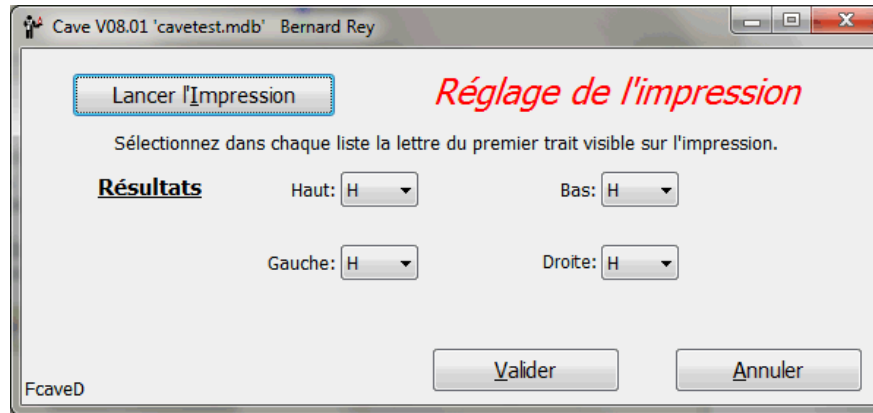 Cave V08.01 'cavetest.mdb' Bernard Rey
Lancer l'Impression
Réglage de l'impression
Sélectionnez dans chaque liste la lettre du premier trait visible sur l'impression.
Résultats Haut: H Bas: H
Gauche: H Droite: H
Valider Annuler
FcaveD